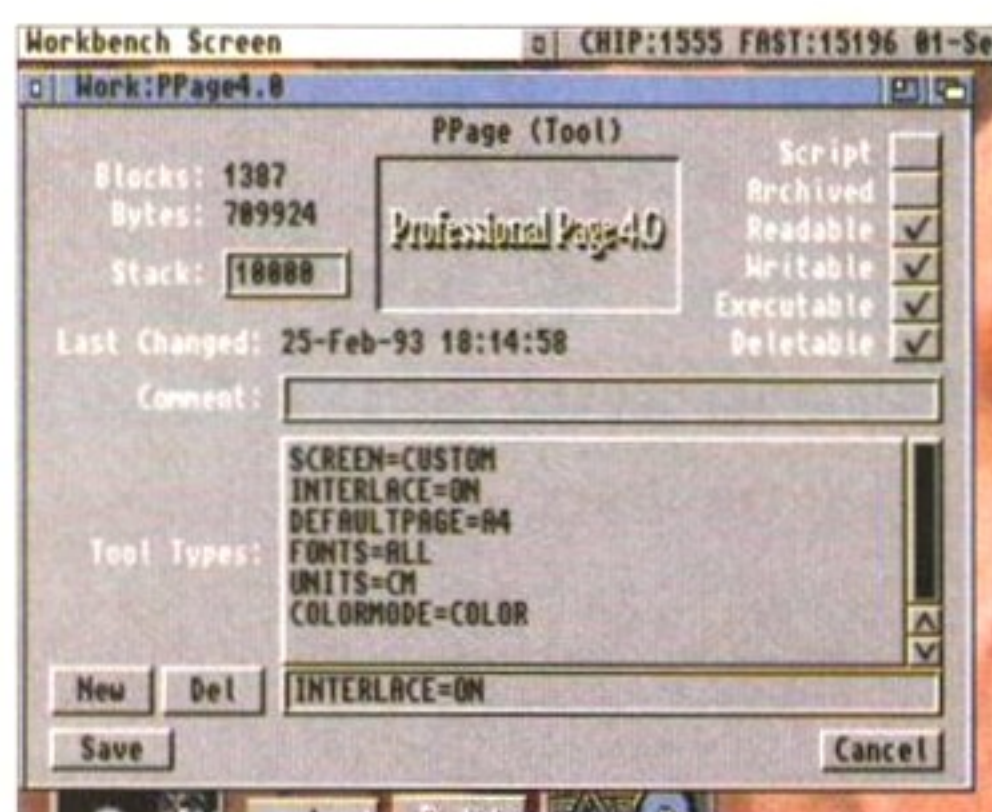 Workbench Screen CHIP:1555 FAST:15196 01-Se
Work:PPage4.0
PPage (Tool)
Blocks: 1387
Bytes: 709924
Stack: 10000
Professional Page 4.0
Script
Archived
Readable
Writable
Executable
Deletable
Last Changed: 25-Feb-93 18:14:58
Comment:
Tool Types:
SCREEN=CUSTOM
INTERLACE=ON
DEFAULTPAGE=A4
FONTS=ALL
UNITS=CM
COLORMODE=COLOR
New Del INTERLACE=ON
Save Cancel